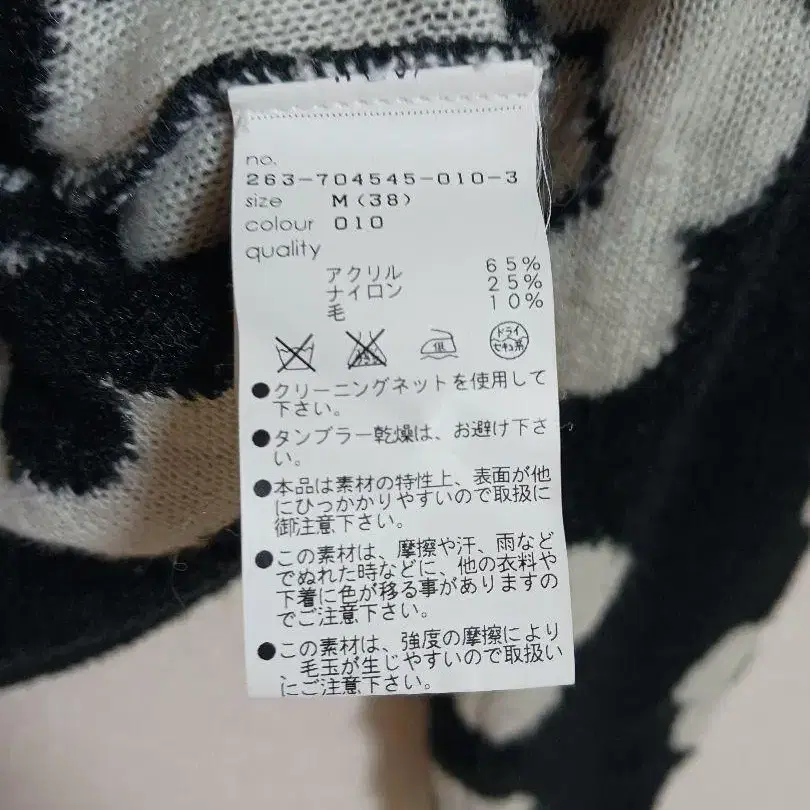 no.
263-704545-010-3
size M(38)
colour 010
quality
アクリル 65%
ナイロン 25%
毛 10%
低 ドライ
セキユ系
●クリーニングネットを使用して
下さい。
●タンブラー乾燥は、お避け下さ
い。
●本品は素材の特性上、表面が他
にひっかかりやすいので取扱に
御注意下さい。
●この素材は、摩擦や汗、雨など
でぬれた時などに、他の衣料や
下着に色が移る事がありますの
でご注意下さい。
●この素材は、強度の摩擦により
、毛玉が生じやすいので取扱い
にご注意下さい。